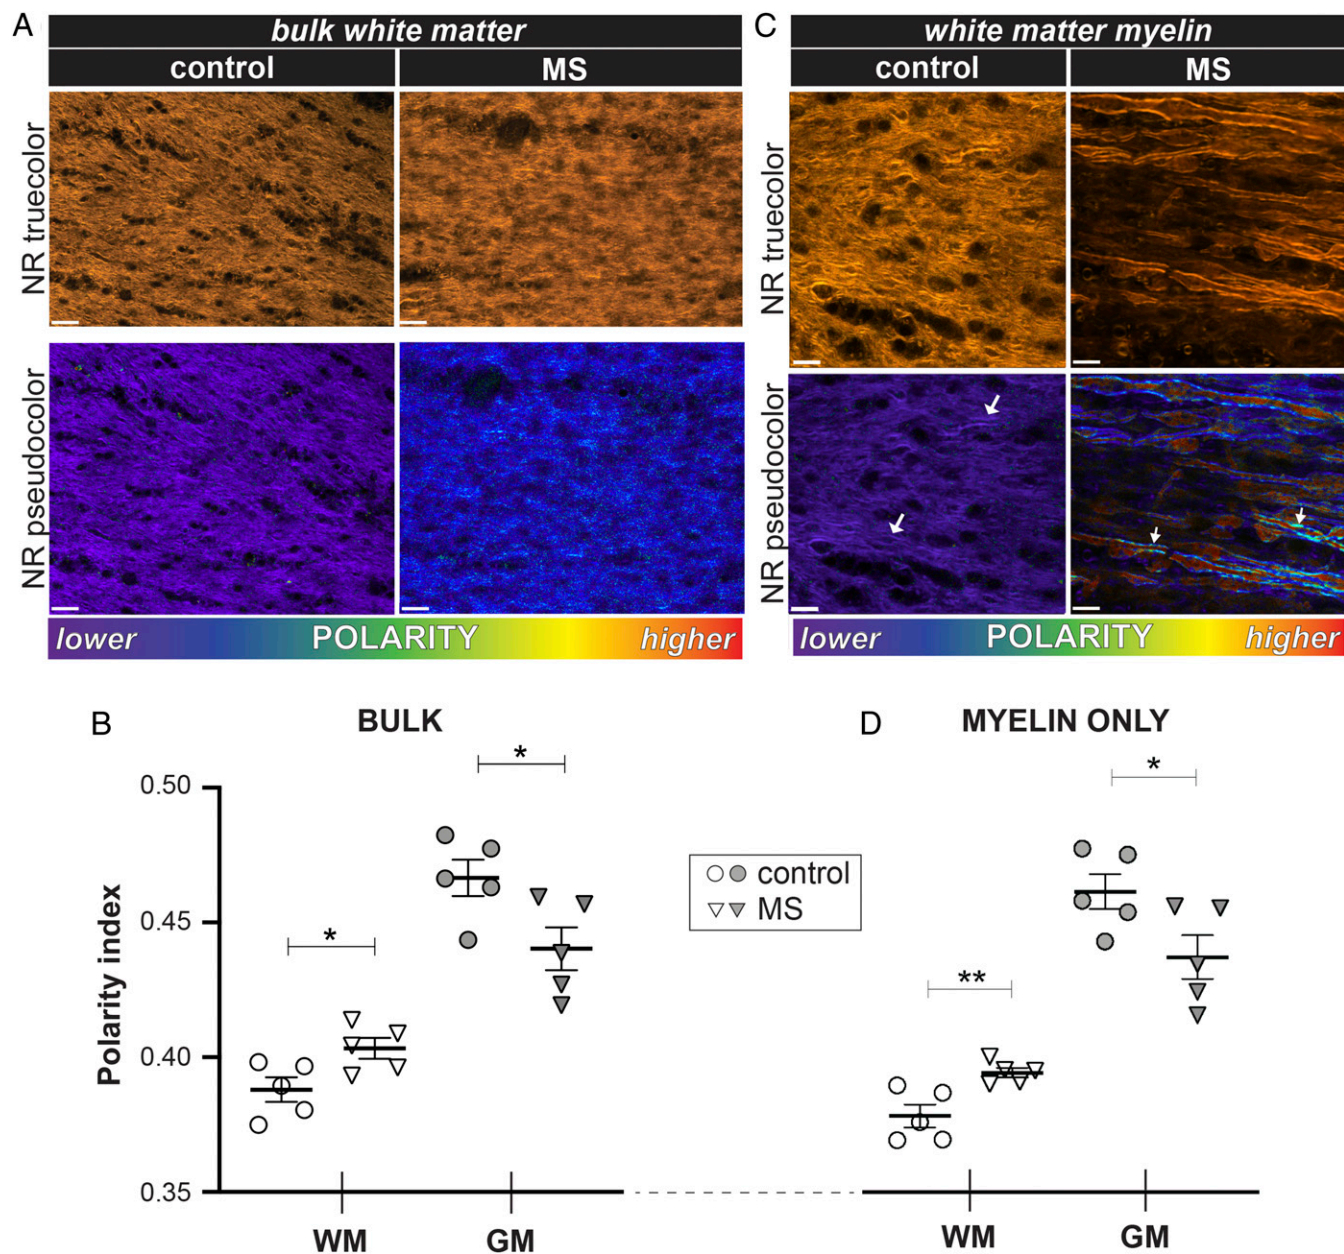 A
bulk white matter
control
MS
NR truecolor
NR pseudocolor
lower POLARITY higher
C
white matter myelin
control
MS
NR truecolor
NR pseudocolor
lower POLARITY higher
B
BULK
D
MYELIN ONLY
Polarity index
0.50
0.45
0.40
0.35
*
*
control
MS
**
*
WM
GM
WM
GM